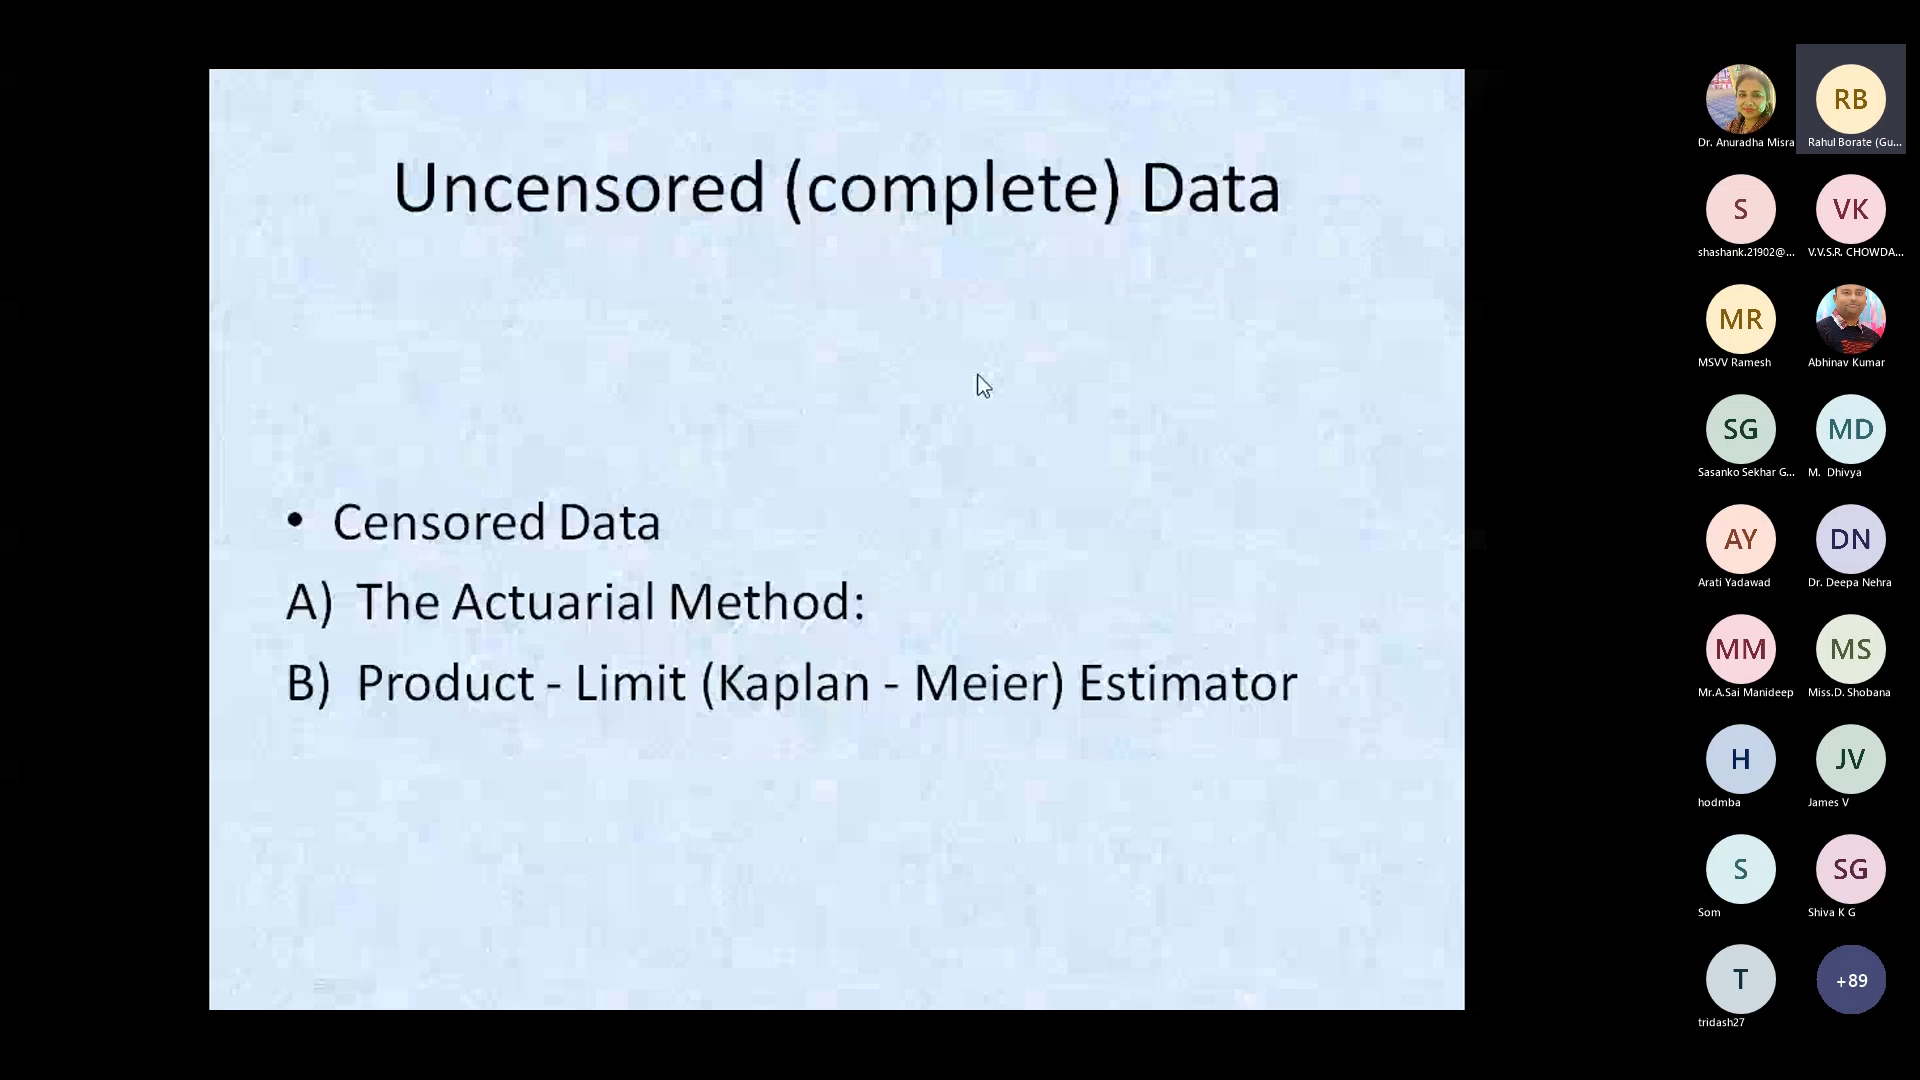 Uncensored (complete) Data
• Censored Data
A) The Actuarial Method:
B) Product - Limit (Kaplan - Meier) Estimator
Dr. Anuradha Misra
RB
Rahul Borate (Gu...
S
shashank.21902@...
VK
V.V.S.R. CHOWDA...
MR
MSVV Ramesh
Abhinav Kumar
SG
Sasanko Sekhar G...
MD
M. Dhivya
AY
Arati Yadawad
DN
Dr. Deepa Nehra
MM
Mr.A.Sai Manideep
MS
Miss.D. Shobana
H
hodmba
JV
James V
S
Som
SG
Shiva K G
T
tridash27
+89